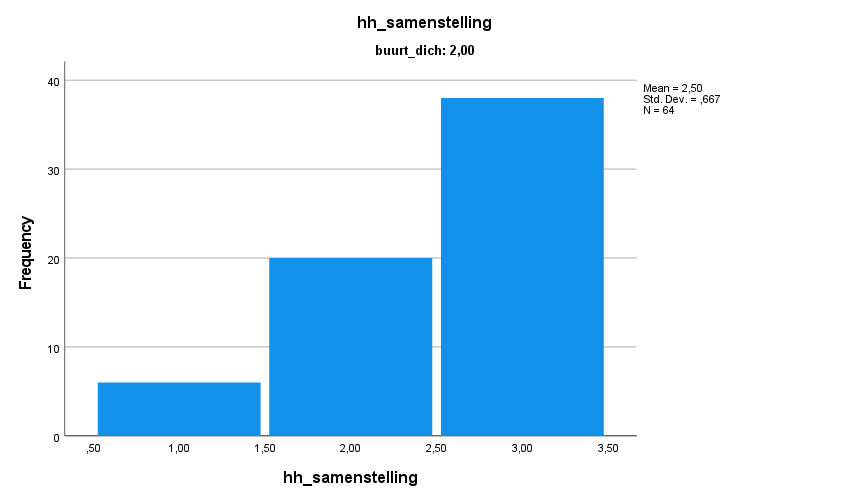 hh_samenstelling
buurt_dich: 2,00
Mean = 2,50
Std. Dev. = ,667
N = 64
Frequency
40
30
20
10
0
,50 1,00 1,50 2,00 2,50 3,00 3,50
hh_samenstelling